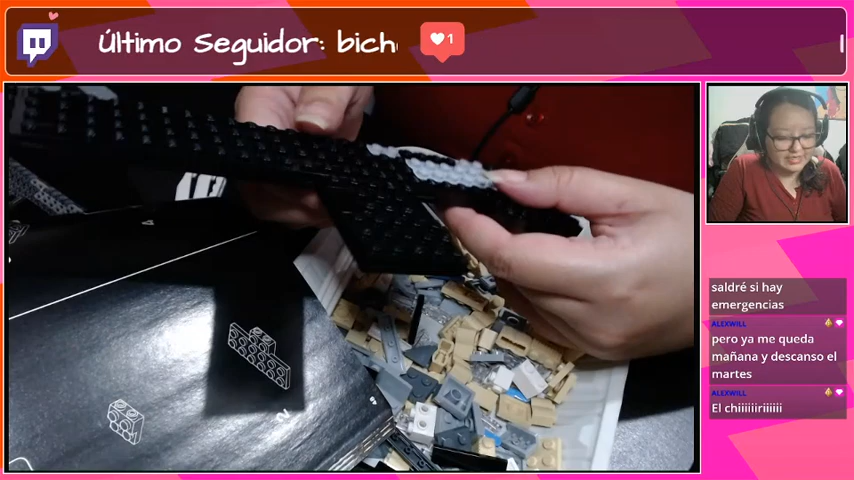 Último Seguidor: bich
1
saldré si hay
emergencias
ALEXWILL
pero ya me queda
mañana y descanso el
martes
ALEXWILL
El chiiiiiiriiiiii